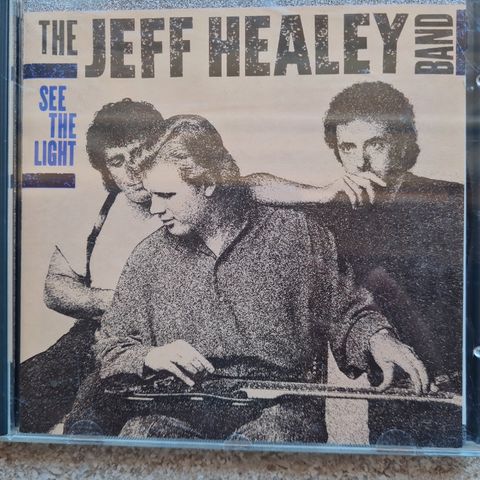 THE JEFF HEALEY BAND
SEE
THE
LIGHT